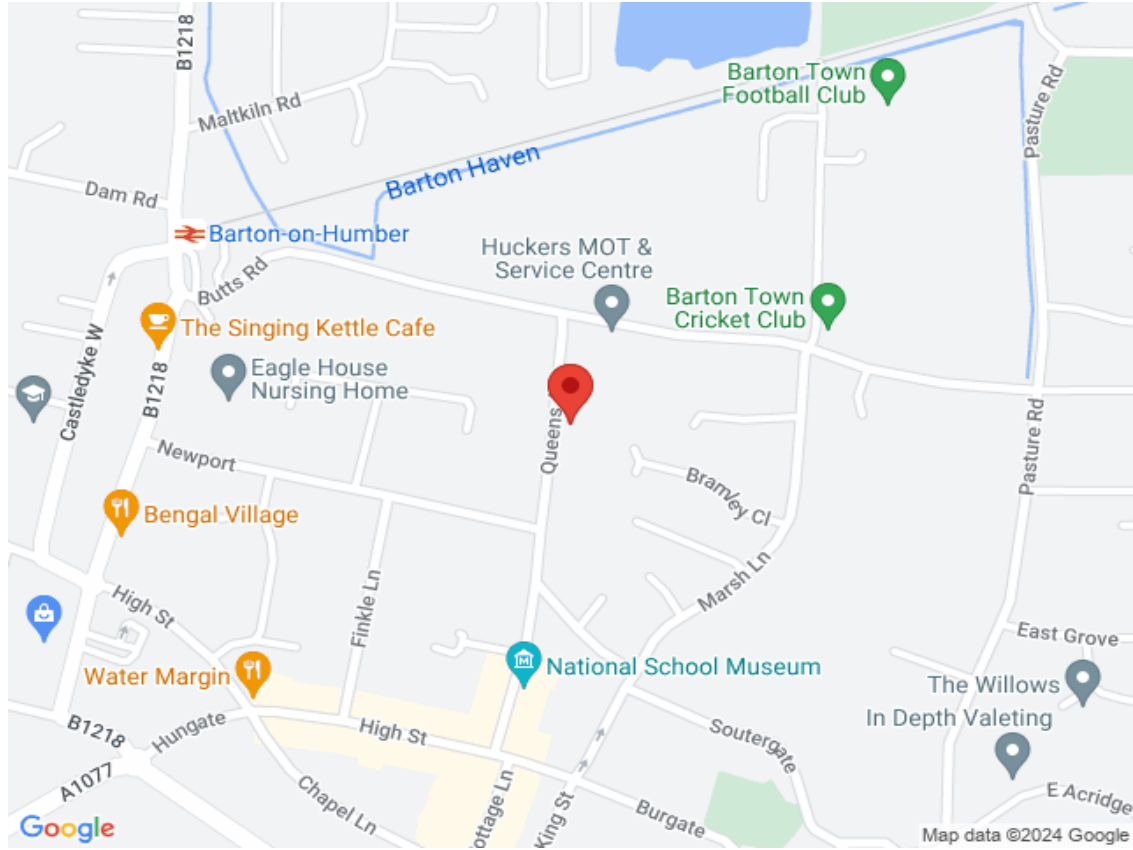 B1218
Maltkiln Rd
Barton Town
Football Club
Pasture Rd
Barton Haven
Dam Rd
Barton-on-Humber
Huckers MOT &
Service Centre
Butts Rd
Barton Town
Cricket Club
The Singing Kettle Cafe
Eagle House
Nursing Home
Castledyke W
B1218
Queens
Newport
Bramley Cl
Pasture Rd
Bengal Village
High St
Finkle Ln
Marsh Ln
East Grove
National School Museum
Water Margin
The Willows
In Depth Valeting
B1218
Hungate
High St
Soutergate
A1077
Chapel Ln
ottage Ln
King St
Burgate
E Acridge
Google
Map data ©2024 Google